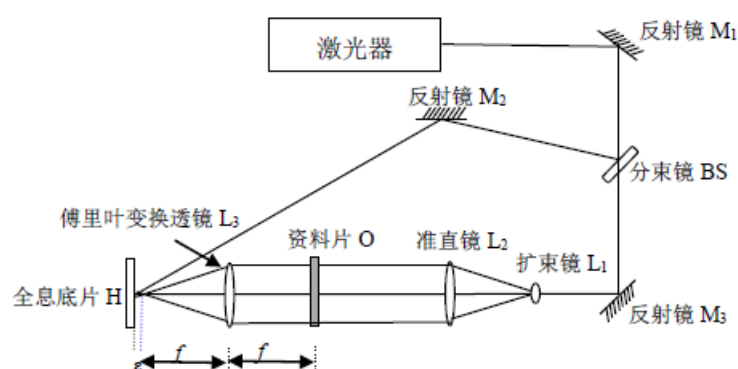 激光器
反射镜 M₁
反射镜 M₂
分束镜 BS
傅里叶变换透镜 L₃
资料片 O
准直镜 L₂
扩束镜 L₁
全息底片 H
反射镜 M₃
f
f